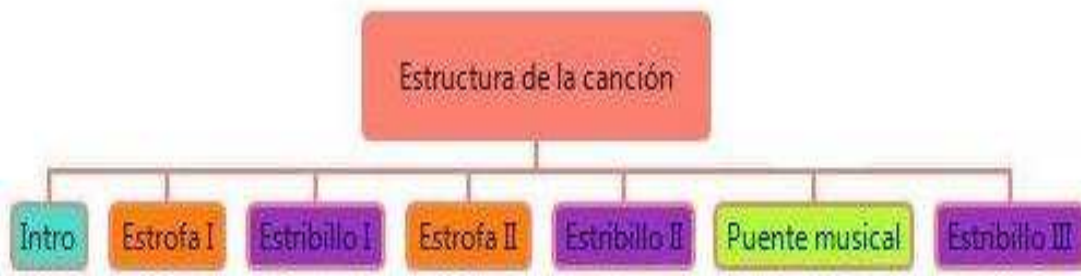 Estructura de la canción
Intro
Estrofa I
Estribillo I
Estrofa II
Estribillo II
Puente musical
Estribillo III